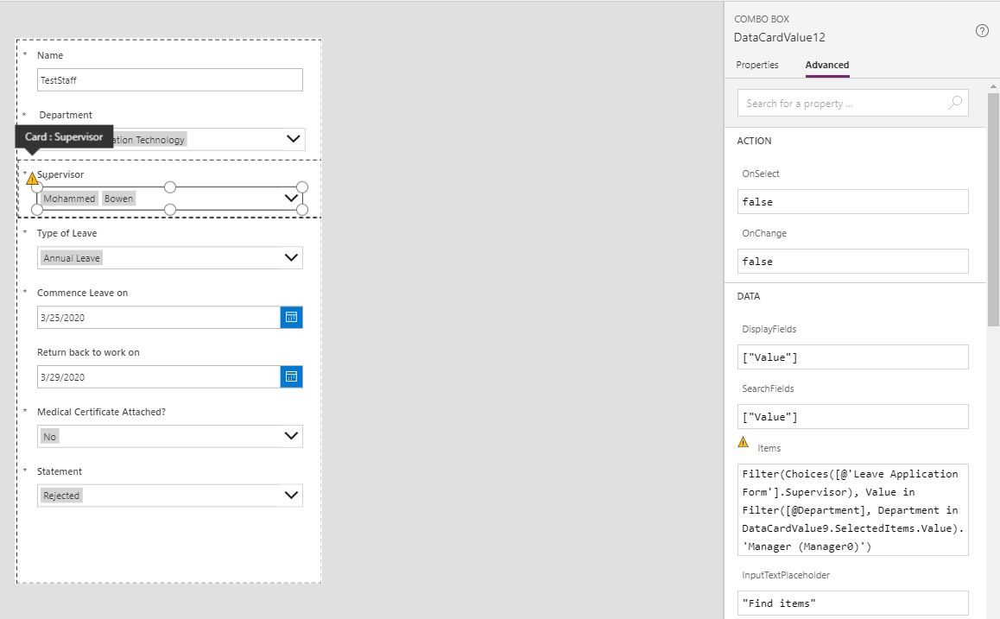 * Name
TestStaff
* Department
ation Technology
Card : Supervisor
* Supervisor
Mohammed Bowen
* Type of Leave
Annual Leave
* Commence Leave on
3/25/2020
Return back to work on
3/29/2020
* Medical Certificate Attached?
No
* Statement
Rejected
COMBO BOX
DataCardValue12
?
Properties Advanced
Search for a property ...
ACTION
OnSelect
false
OnChange
false
DATA
DisplayFields
["Value"]
SearchFields
["Value"]
Items
Filter(Choices([@'Leave Application
Form'].Supervisor), Value in
Filter([@Department], Department in
DataCardValue9.SelectedItems.Value).
'Manager (Manager0)')
InputTextPlaceholder
"Find items"